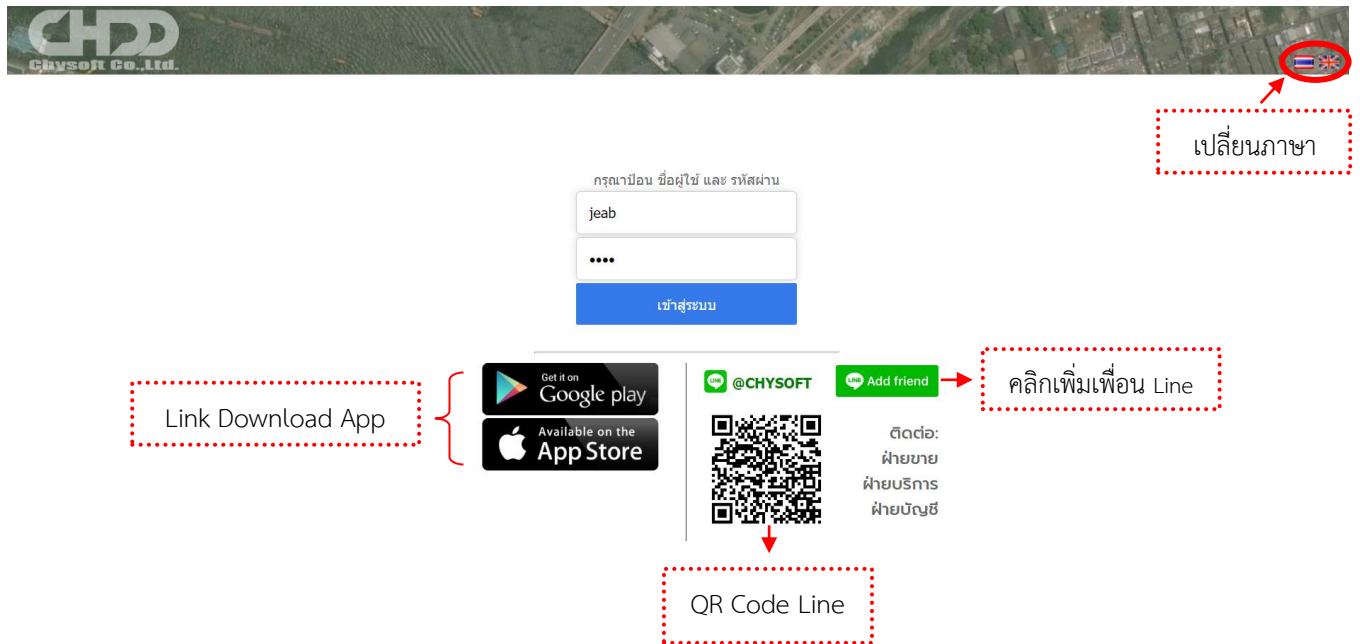 CHDD
Chysoft Co.,Ltd.
เปลี่ยนภาษา
กรุณาป้อน ชื่อผู้ใช้ และ รหัสผ่าน
jeab
••••
เข้าสู่ระบบ
Link Download App
Get it on
Google play
Available on the
App Store
LINE @CHYSOFT
LINE Add friend
คลิกเพิ่มเพื่อน Line
ติดต่อ:
ฝ่ายขาย
ฝ่ายบริการ
ฝ่ายบัญชี
QR Code Line